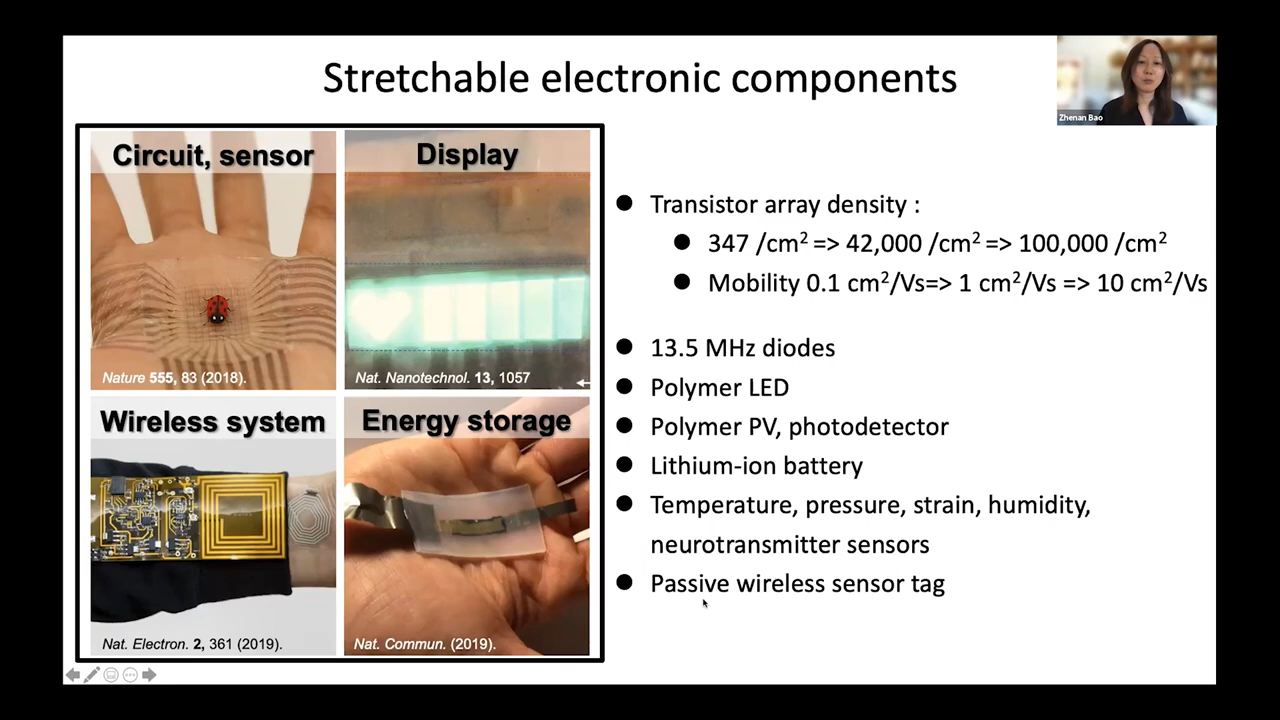 Stretchable electronic components
Zhenan Bao
Circuit, sensor
Nature 555, 83 (2018).
Display
Nat. Nanotechnol. 13, 1057
Wireless system
Nat. Electron. 2, 361 (2019).
Energy storage
Nat. Commun. (2019).
● Transistor array density :
● 347 /cm² => 42,000 /cm² => 100,000 /cm²
● Mobility 0.1 cm²/Vs=> 1 cm²/Vs => 10 cm²/Vs
● 13.5 MHz diodes
● Polymer LED
● Polymer PV, photodetector
● Lithium-ion battery
● Temperature, pressure, strain, humidity,
neurotransmitter sensors
● Passive wireless sensor tag